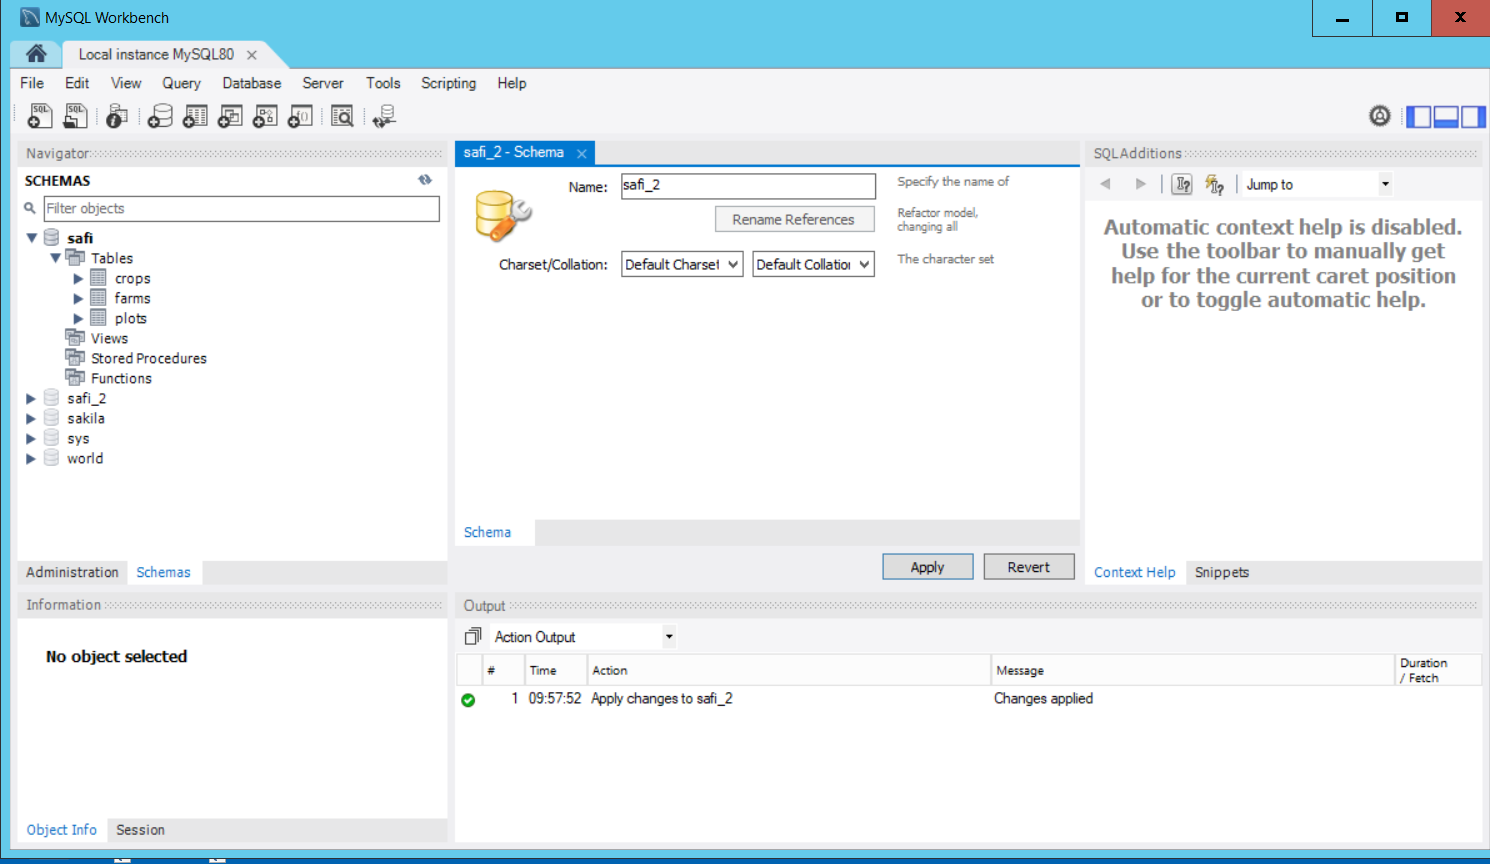 MySQL Workbench
Local instance MySQL80
File Edit View Query Database Server Tools Scripting Help
Navigator
SCHEMAS
Filter objects
safi
Tables
crops
farms
plots
Views
Stored Procedures
Functions
safi_2
sakila
sys
world
Administration Schemas
Information
No object selected
Object Info Session
safi_2 - Schema
Name: safi_2 Specify the name of
Rename References Refactor model,
changing all
Charset/Collation: Default Charset Default Collation The character set
Schema
Apply Revert
SQLAdditions
Jump to
Automatic context help is disabled.
Use the toolbar to manually get
help for the current caret position
or to toggle automatic help.
Context Help Snippets
Output
Action Output
# Time Action Message Duration
/ Fetch
1 09:57:52 Apply changes to safi_2 Changes applied